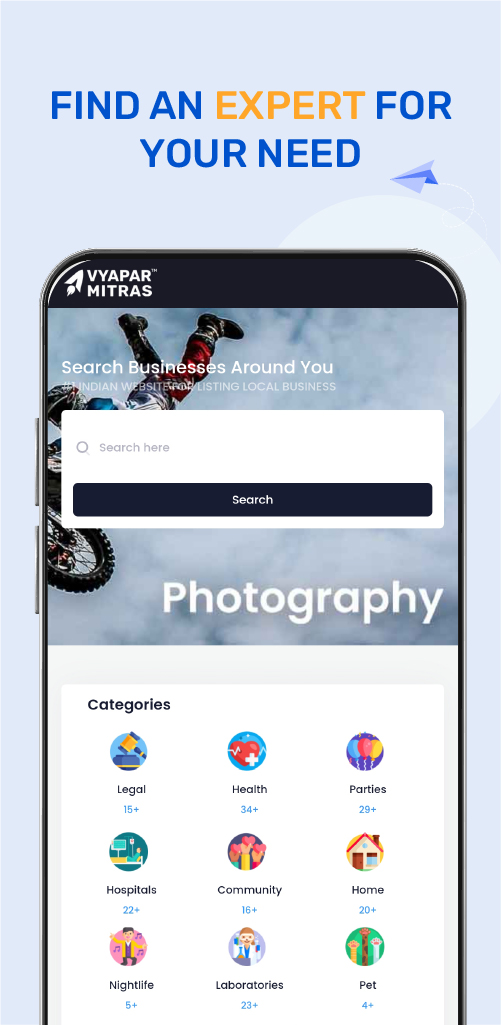 FIND AN EXPERT FOR
YOUR NEED
VYAPAR™
MITRAS
Search Businesses Around You
#1 INDIAN WEBSITE FOR LISTING LOCAL BUSINESS
Search here
Search
Photography
Categories
Legal Health Parties
15+ 34+ 29+
Hospitals Community Home
22+ 16+ 20+
Nightlife Laboratories Pet
5+ 23+ 4+